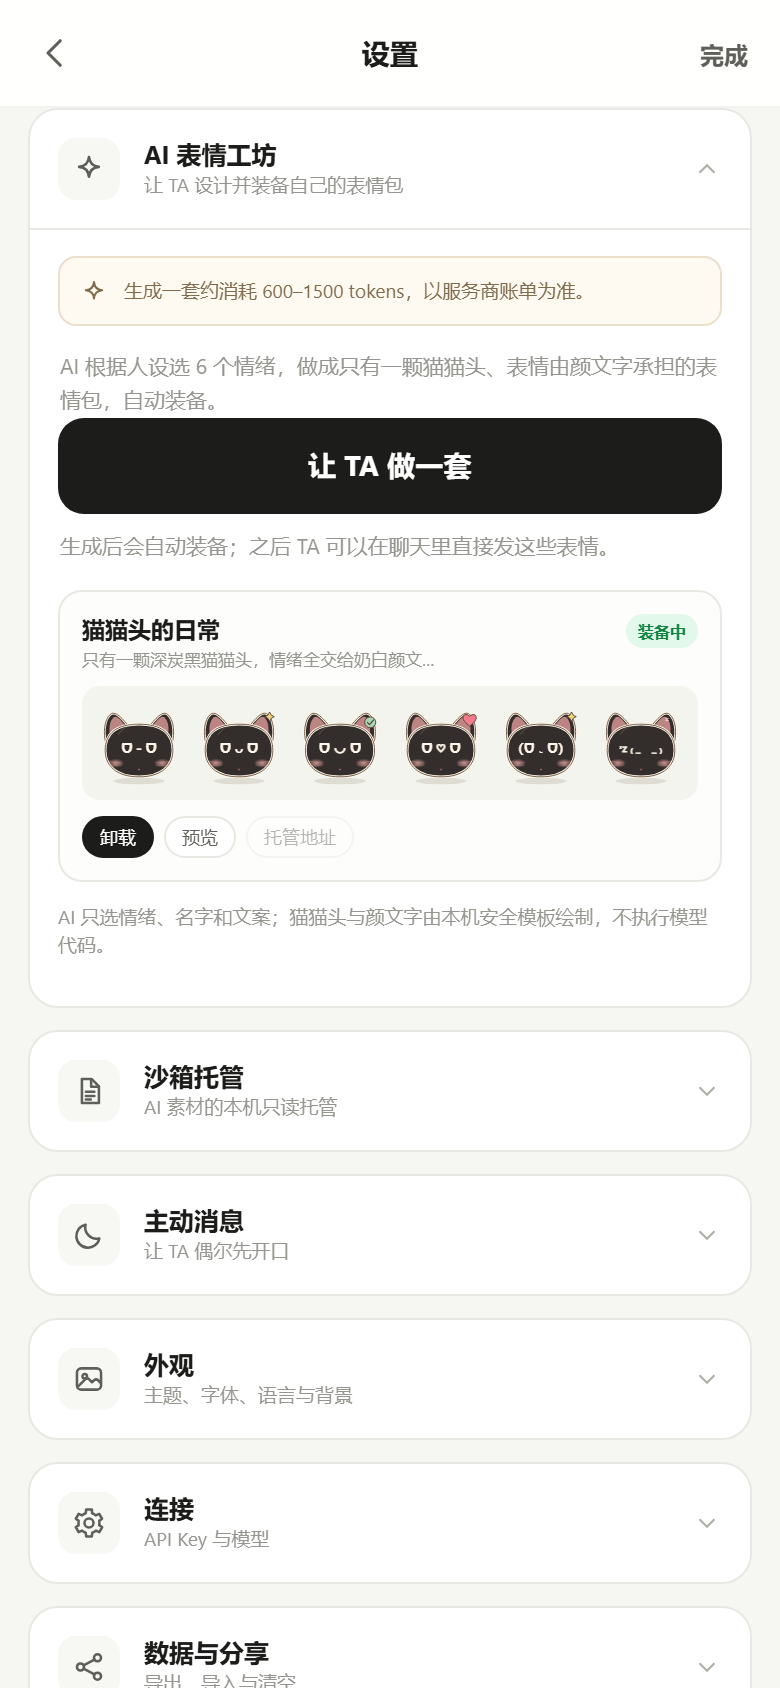 设置
完成
AI 表情工坊
让 TA 设计并装备自己的表情包
生成一套约消耗 600–1500 tokens，以服务商账单为准。
AI 根据人设选 6 个情绪，做成只有一颗猫猫头、表情由颜文字承担的表
情包，自动装备。
让 TA 做一套
生成后会自动装备；之后 TA 可以在聊天里直接发这些表情。
猫猫头的日常
装备中
只有一颗深炭黑猫猫头，情绪全交给奶白颜文...
卸载
预览
托管地址
AI 只选情绪、名字和文案；猫猫头与颜文字由本机安全模板绘制，不执行模型
代码。
沙箱托管
AI 素材的本机只读托管
主动消息
让 TA 偶尔先开口
外观
主题、字体、语言与背景
连接
API Key 与模型
数据与分享
导出、导入与清空